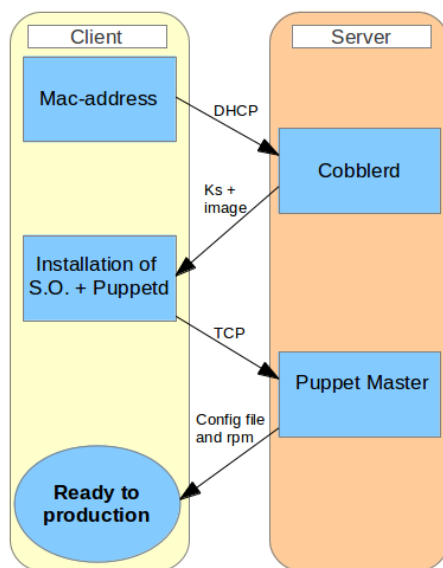 Client
Server
Mac-address
DHCP
Cobblerd
Ks +
image
Installation of
S.O. + Puppetd
TCP
Puppet Master
Config file
and rpm
Ready to
production